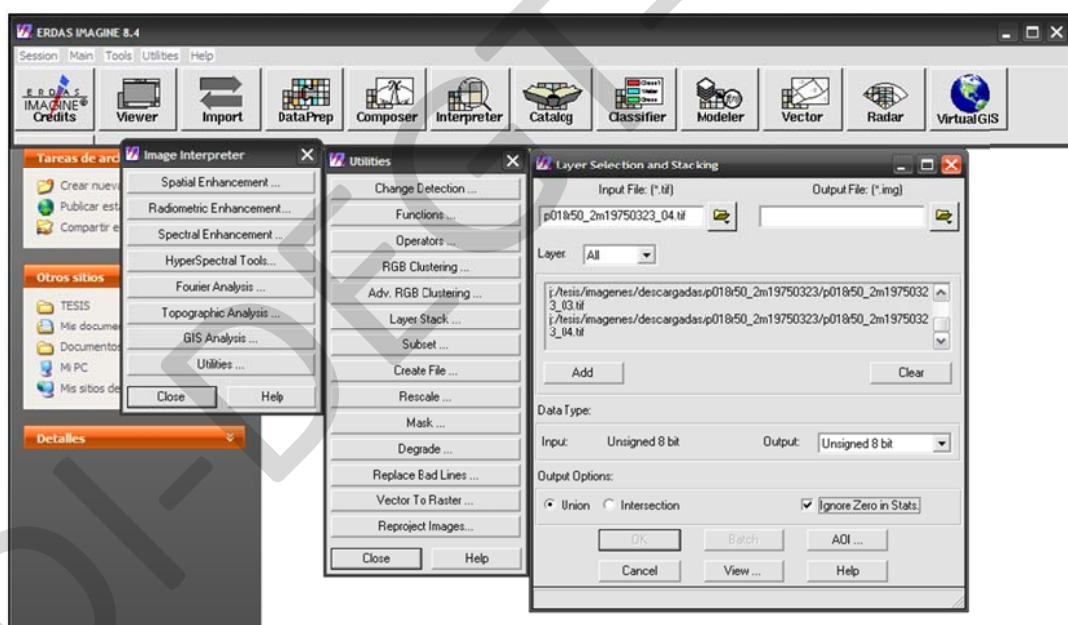 ERDAS IMAGINE 8.4
Session Main Tools Utilities Help
ERDAS
IMAGINE®
Credits
Viewer
Import
DataPrep
Composer
Interpreter
Catalog
Classifier
Modeler
Vector
Radar
VirtualGIS
Tareas de arc
Crear nueva
Publicar est
Compartir e
Otros sitios
TESIS
Mis docume
Documentos
Mi PC
Mis sitios de
Detalles
Image Interpreter
Spatial Enhancement ...
Radiometric Enhancement...
Spectral Enhancement ...
HyperSpectral Tools...
Fourier Analysis ...
Topographic Analysis ...
GIS Analysis ...
Utilities ...
Close Help
Utilities
Change Detection ...
Functions ...
Operators ...
RGB Clustering ...
Adv. RGB Clustering ...
Layer Stack ...
Subset ...
Create File ...
Rescale ...
Mask ...
Degrade ...
Replace Bad Lines ...
Vector To Raster ...
Reproject Images...
Close Help
Layer Selection and Stacking
Input File: (*.tif) Output File: (*.img)
p018r50_2m19750323_04.tif
Layer: All
j:/tesis/imagenes/descargadas/p018r50_2m19750323/p018r50_2m1975032
3_03.tif
j:/tesis/imagenes/descargadas/p018r50_2m19750323/p018r50_2m1975032
3_04.tif
Add Clear
Data Type:
Input: Unsigned 8 bit Output: Unsigned 8 bit
Output Options:
Union Intersection Ignore Zero in Stats.
OK Batch AOI ...
Cancel View ... Help
DI-DEGT-